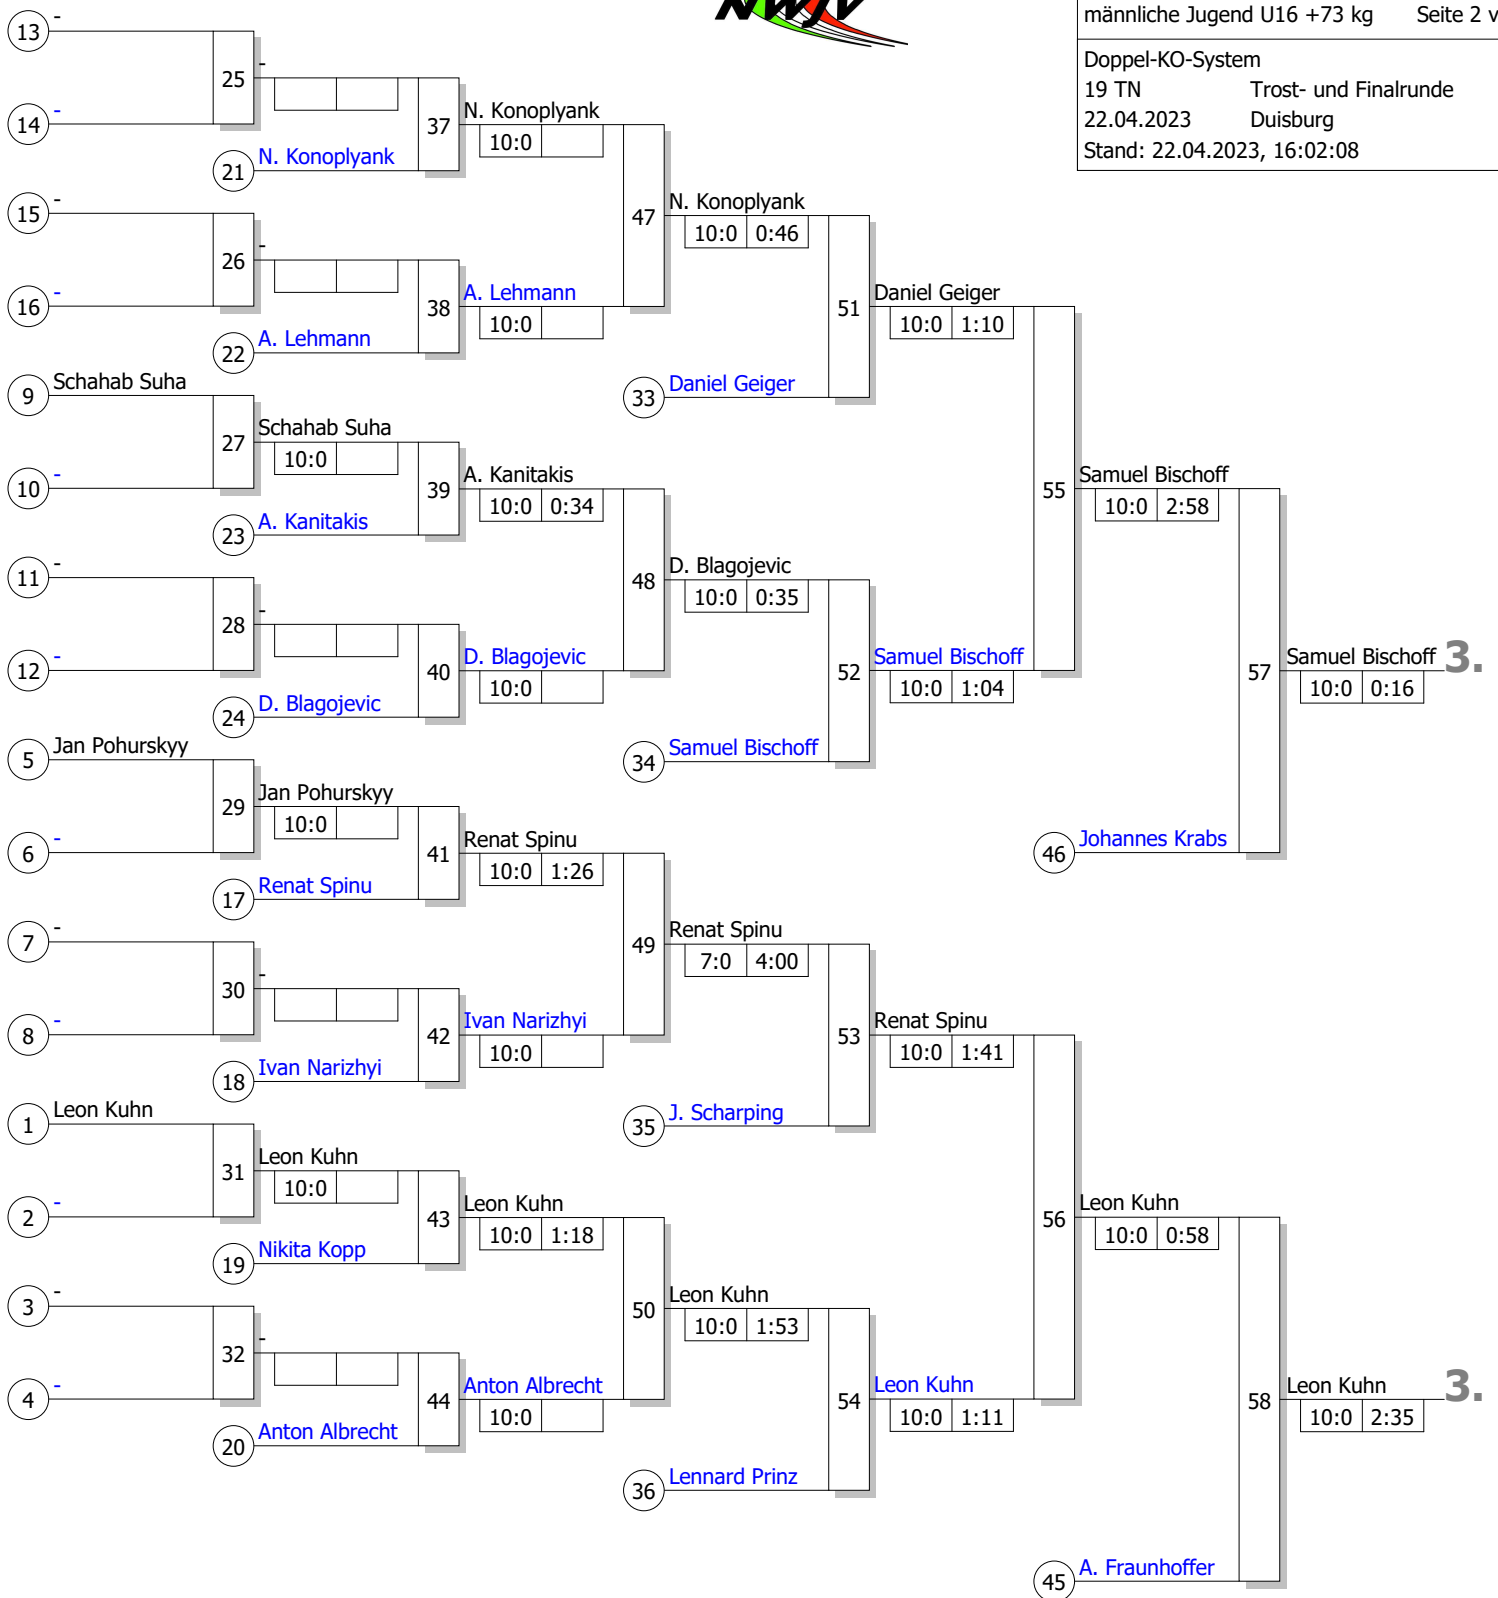 NWJV
männliche Jugend U16 +73 kg Seite 2 v
Doppel-KO-System
19 TN Trost- und Finalrunde
22.04.2023 Duisburg
Stand: 22.04.2023, 16:02:08
13 -
25 -
14 -
37 N. Konoplyank
10:0
21 N. Konoplyank
15 -
47 N. Konoplyank
10:0 0:46
26 -
16 -
38 A. Lehmann
10:0
22 A. Lehmann
51 Daniel Geiger
10:0 1:10
33 Daniel Geiger
9 Schahab Suha
27 Schahab Suha
10:0
10 -
39 A. Kanitakis
10:0 0:34
23 A. Kanitakis
55 Samuel Bischoff
10:0 2:58
11 -
48 D. Blagojevic
10:0 0:35
28 -
12 -
40 D. Blagojevic
10:0
24 D. Blagojevic
52 Samuel Bischoff
10:0 1:04
34 Samuel Bischoff
57 Samuel Bischoff 3.
10:0 0:16
46 Johannes Krabs
5 Jan Pohurskyy
29 Jan Pohurskyy
10:0
6 -
41 Renat Spinu
10:0 1:26
17 Renat Spinu
7 -
49 Renat Spinu
7:0 4:00
30 -
8 -
42 Ivan Narizhyi
10:0
18 Ivan Narizhyi
53 Renat Spinu
10:0 1:41
35 J. Scharping
1 Leon Kuhn
31 Leon Kuhn
10:0
2 -
43 Leon Kuhn
10:0 1:18
19 Nikita Kopp
56 Leon Kuhn
10:0 0:58
3 -
50 Leon Kuhn
10:0 1:53
32 -
4 -
44 Anton Albrecht
10:0
20 Anton Albrecht
54 Leon Kuhn
10:0 1:11
36 Lennard Prinz
58 Leon Kuhn 3.
10:0 2:35
45 A. Fraunhoffer